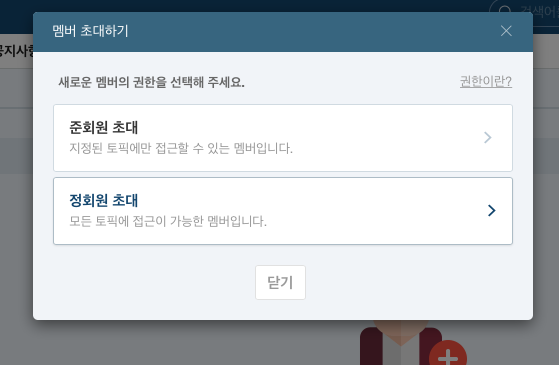 검색어
공지사항
멤버 초대하기
새로운 멤버의 권한을 선택해 주세요.
권한이란?
준회원 초대
지정된 토픽에만 접근할 수 있는 멤버입니다.
정회원 초대
모든 토픽에 접근이 가능한 멤버입니다.
닫기